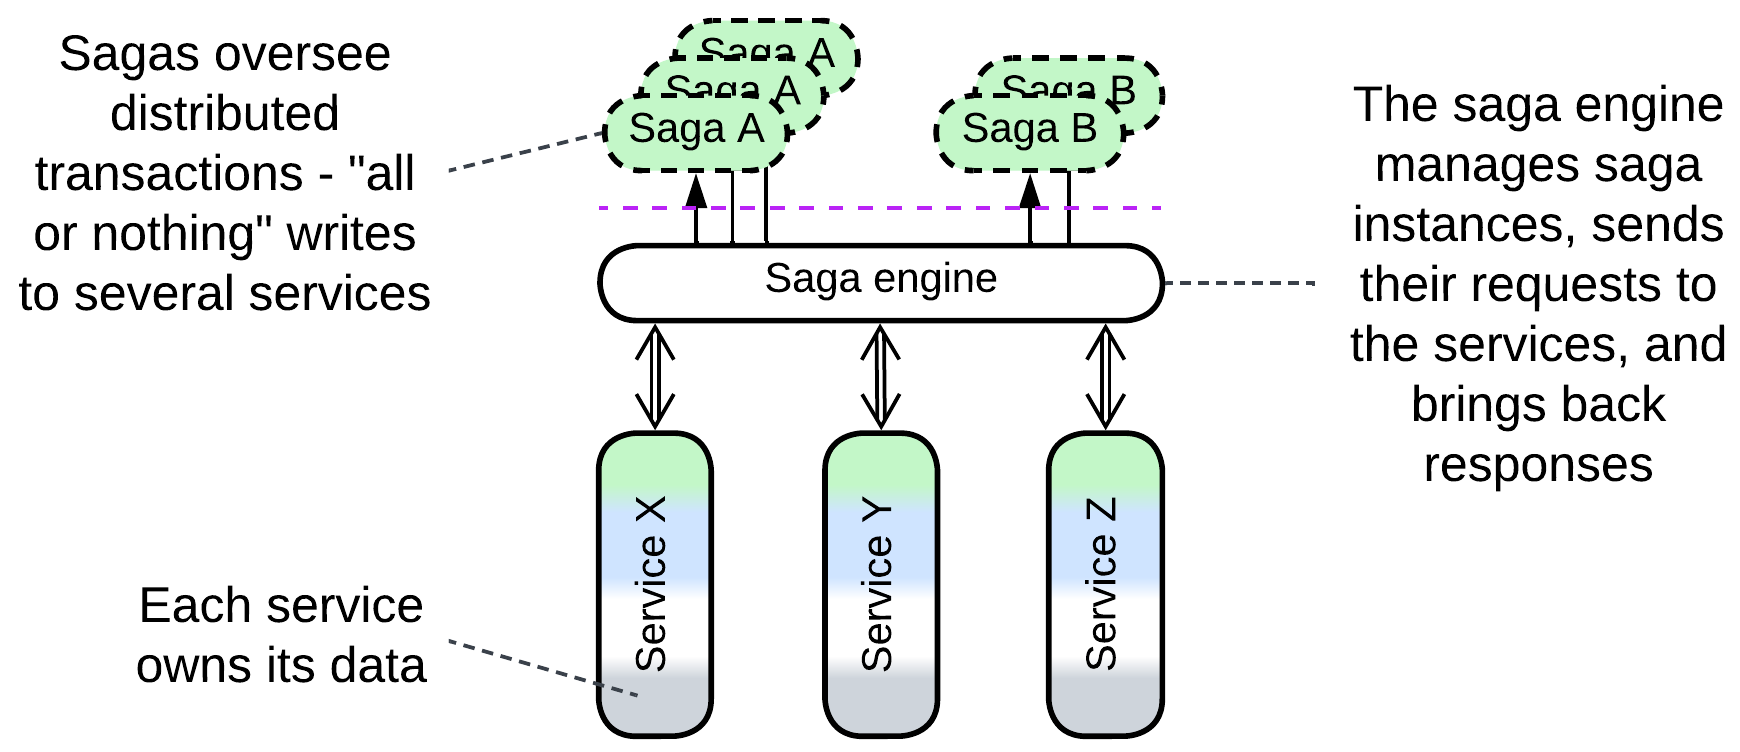 Sagas oversee
distributed
transactions - "all
or nothing" writes
to several services
Saga A
Saga A
Saga A
Saga B
Saga B
The saga engine
manages saga
instances, sends
their requests to
the services, and
brings back
responses
Saga engine
Service X
Service Y
Service Z
Each service
owns its data